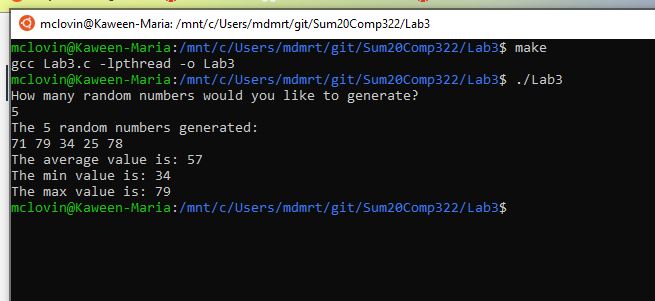 mclovin@Kaween-Maria: /mnt/c/Users/mdmrt/git/Sum20Comp322/Lab3
mclovin@Kaween-Maria:/mnt/c/Users/mdmrt/git/Sum20Comp322/Lab3$ make
gcc Lab3.c -lpthread -o Lab3
mclovin@Kaween-Maria:/mnt/c/Users/mdmrt/git/Sum20Comp322/Lab3$ ./Lab3
How many random numbers would you like to generate?
5
The 5 random numbers generated:
71 79 34 25 78
The average value is: 57
The min value is: 34
The max value is: 79
mclovin@Kaween-Maria:/mnt/c/Users/mdmrt/git/Sum20Comp322/Lab3$